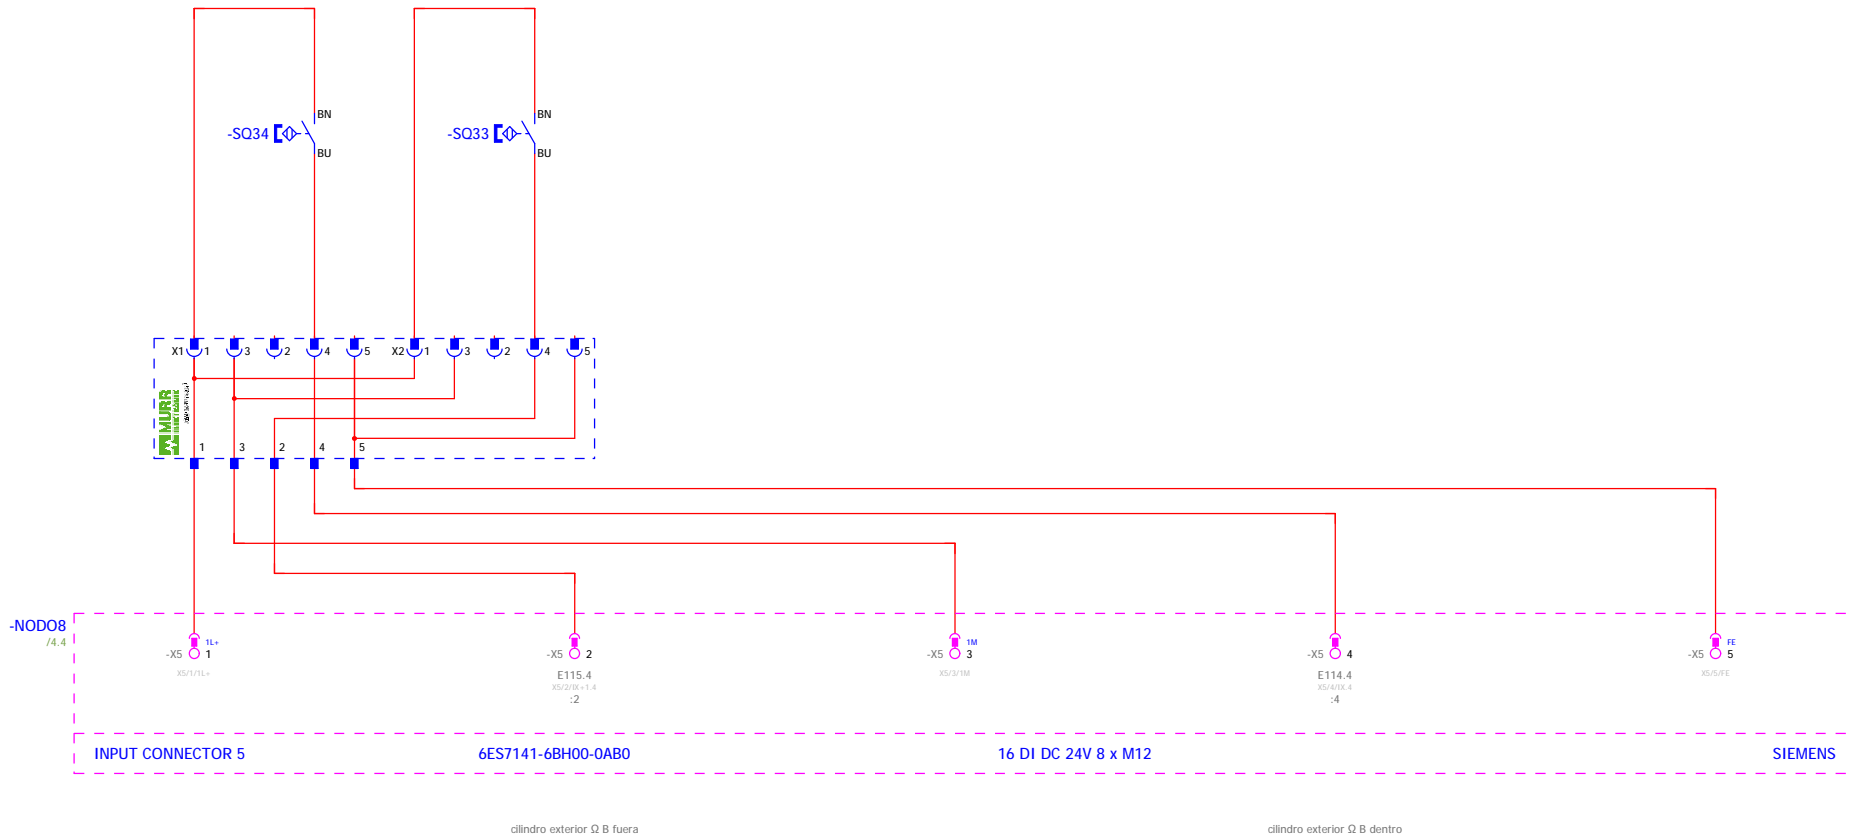 BN
BN
-SQ34
-SQ33
BU
BU
X1 1 3 2 4 5 X2 1 3 2 4 5
MURR
1 3 2 4 5
-NODO8
/4.4
1L+ 1M FE
-X5 1 -X5 2 -X5 3 -X5 4 -X5 5
X5/1/1L+ E115.4 X5/3/1M E114.4 X5/5/FE
X5/2/IX+1.4 X5/4/IX.4
:2 :4
INPUT CONNECTOR 5 6ES7141-6BH00-0AB0 16 DI DC 24V 8 x M12 SIEMENS
cilindro exterior Ω B fuera cilindro exterior Ω B dentro